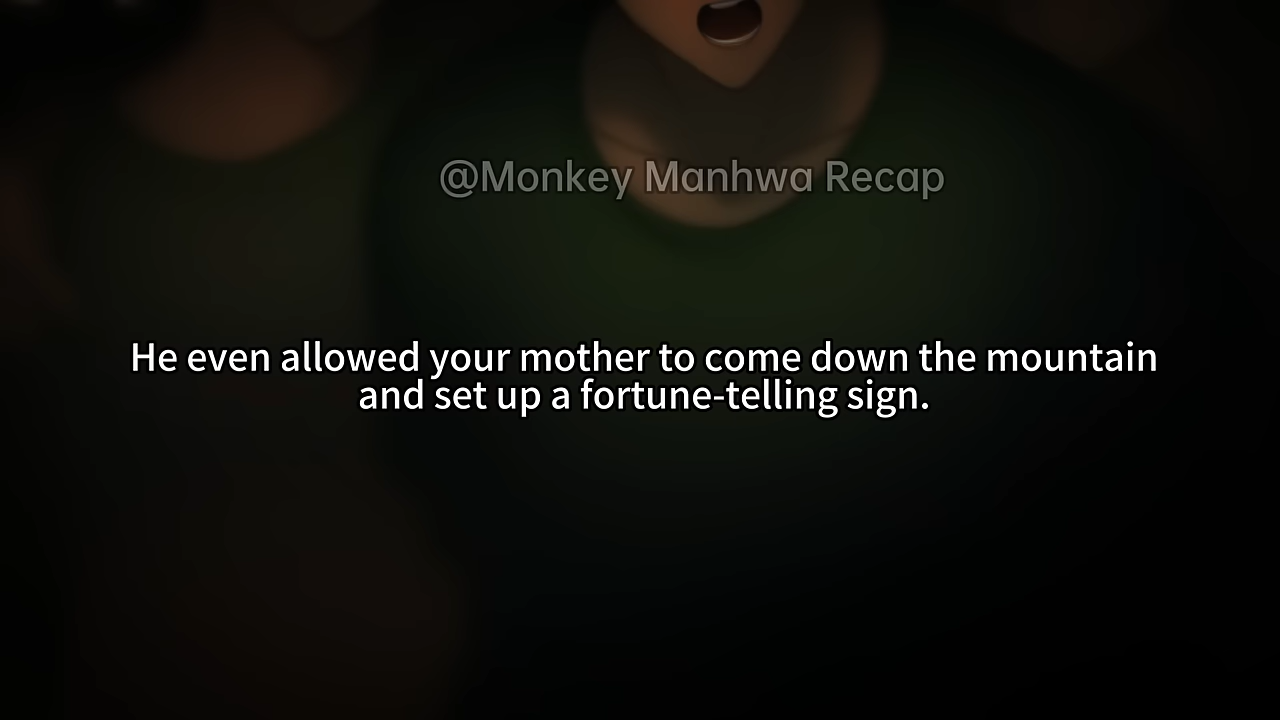 @Monkey Manhwa Recap
He even allowed your mother to come down the mountain
and set up a fortune-telling sign.